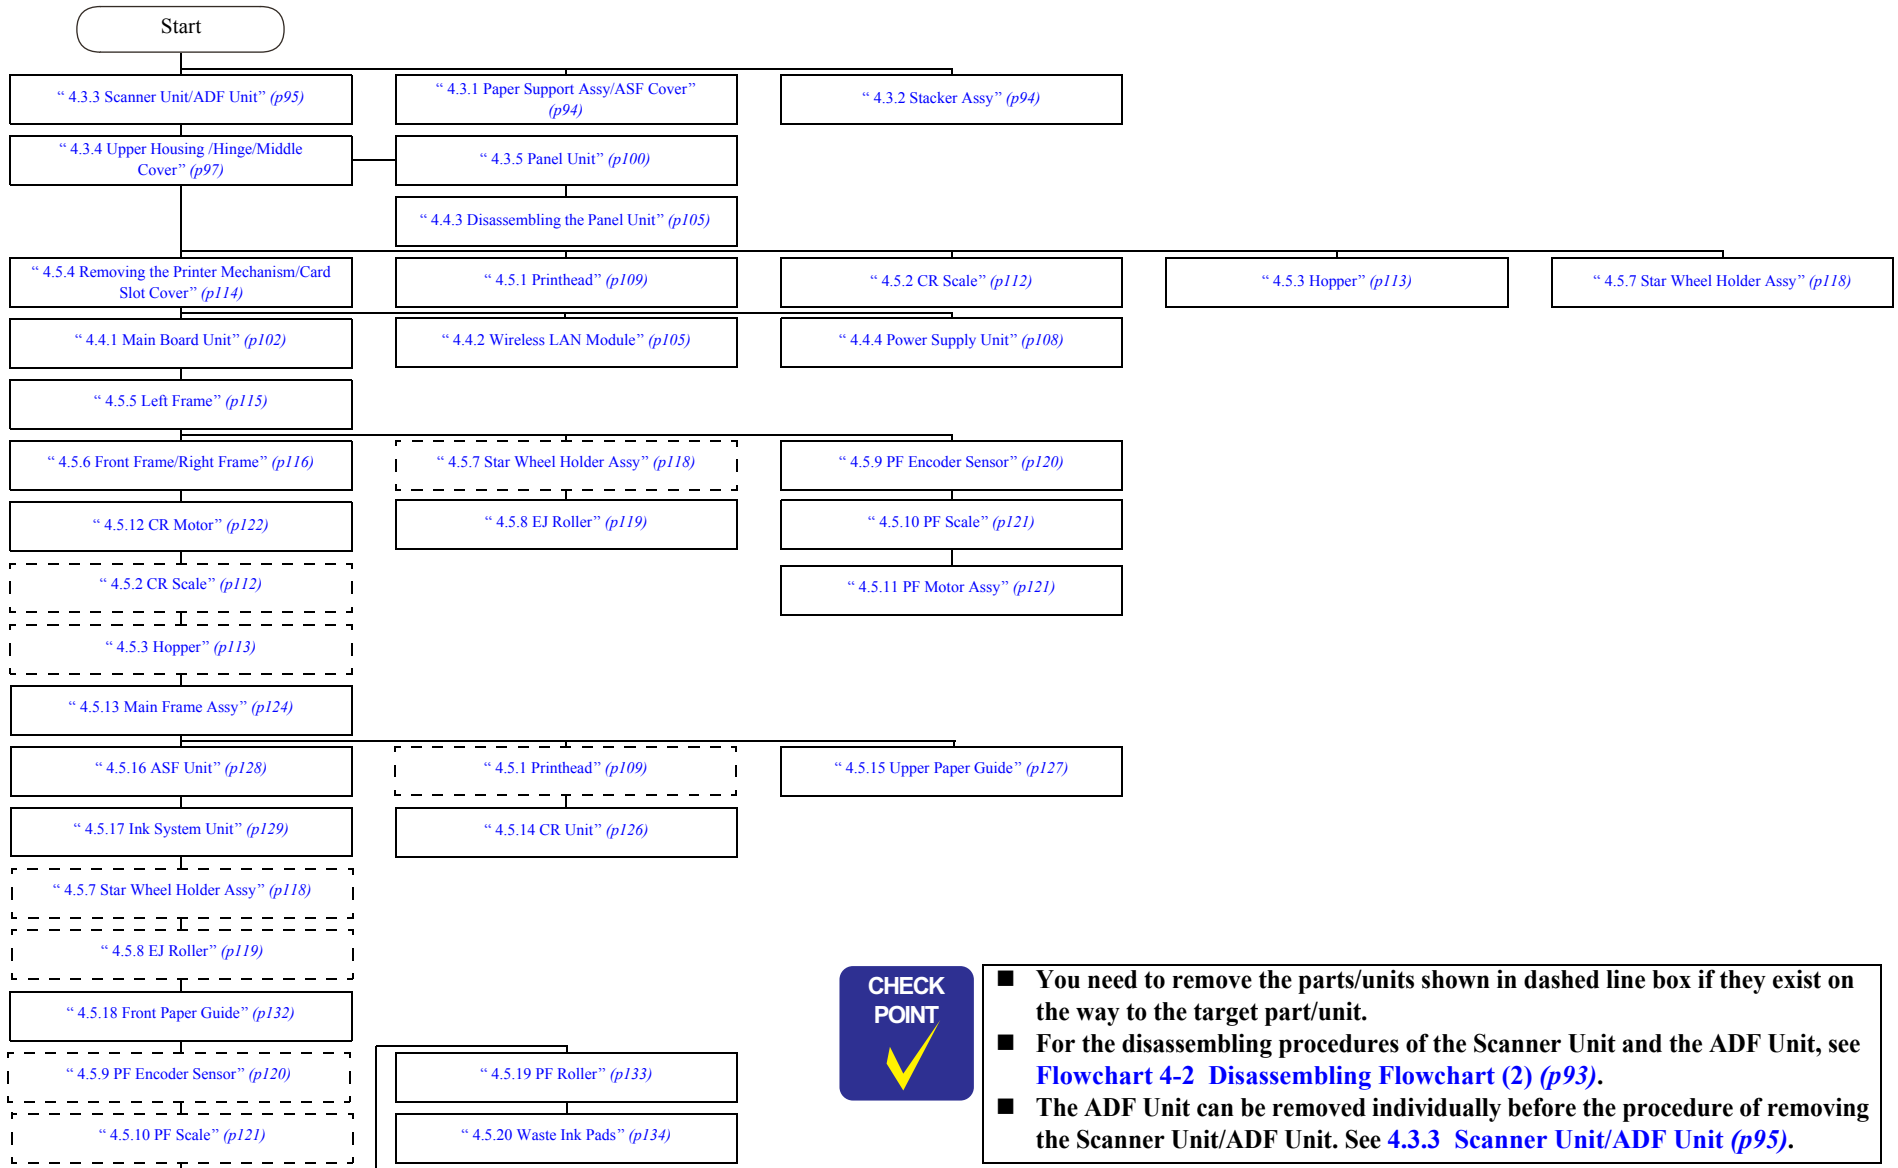 Start
“ 4.3.3 Scanner Unit/ADF Unit” (p95)
“ 4.3.1 Paper Support Assy/ASF Cover”
(p94)
“ 4.3.2 Stacker Assy” (p94)
“ 4.3.4 Upper Housing /Hinge/Middle
Cover” (p97)
“ 4.3.5 Panel Unit” (p100)
“ 4.4.3 Disassembling the Panel Unit” (p105)
“ 4.5.4 Removing the Printer Mechanism/Card
Slot Cover” (p114)
“ 4.5.1 Printhead” (p109)
“ 4.5.2 CR Scale” (p112)
“ 4.5.3 Hopper” (p113)
“ 4.5.7 Star Wheel Holder Assy” (p118)
“ 4.4.1 Main Board Unit” (p102)
“ 4.4.2 Wireless LAN Module” (p105)
“ 4.4.4 Power Supply Unit” (p108)
“ 4.5.5 Left Frame” (p115)
“ 4.5.6 Front Frame/Right Frame” (p116)
“ 4.5.7 Star Wheel Holder Assy” (p118)
“ 4.5.9 PF Encoder Sensor” (p120)
“ 4.5.12 CR Motor” (p122)
“ 4.5.8 EJ Roller” (p119)
“ 4.5.10 PF Scale” (p121)
“ 4.5.2 CR Scale” (p112)
“ 4.5.11 PF Motor Assy” (p121)
“ 4.5.3 Hopper” (p113)
“ 4.5.13 Main Frame Assy” (p124)
“ 4.5.16 ASF Unit” (p128)
“ 4.5.1 Printhead” (p109)
“ 4.5.15 Upper Paper Guide” (p127)
“ 4.5.17 Ink System Unit” (p129)
“ 4.5.14 CR Unit” (p126)
“ 4.5.7 Star Wheel Holder Assy” (p118)
“ 4.5.8 EJ Roller” (p119)
“ 4.5.18 Front Paper Guide” (p132)
“ 4.5.9 PF Encoder Sensor” (p120)
“ 4.5.19 PF Roller” (p133)
“ 4.5.10 PF Scale” (p121)
“ 4.5.20 Waste Ink Pads” (p134)
CHECK
POINT
■ You need to remove the parts/units shown in dashed line box if they exist on
the way to the target part/unit.
■ For the disassembling procedures of the Scanner Unit and the ADF Unit, see
Flowchart 4-2 Disassembling Flowchart (2) (p93).
■ The ADF Unit can be removed individually before the procedure of removing
the Scanner Unit/ADF Unit. See 4.3.3 Scanner Unit/ADF Unit (p95).